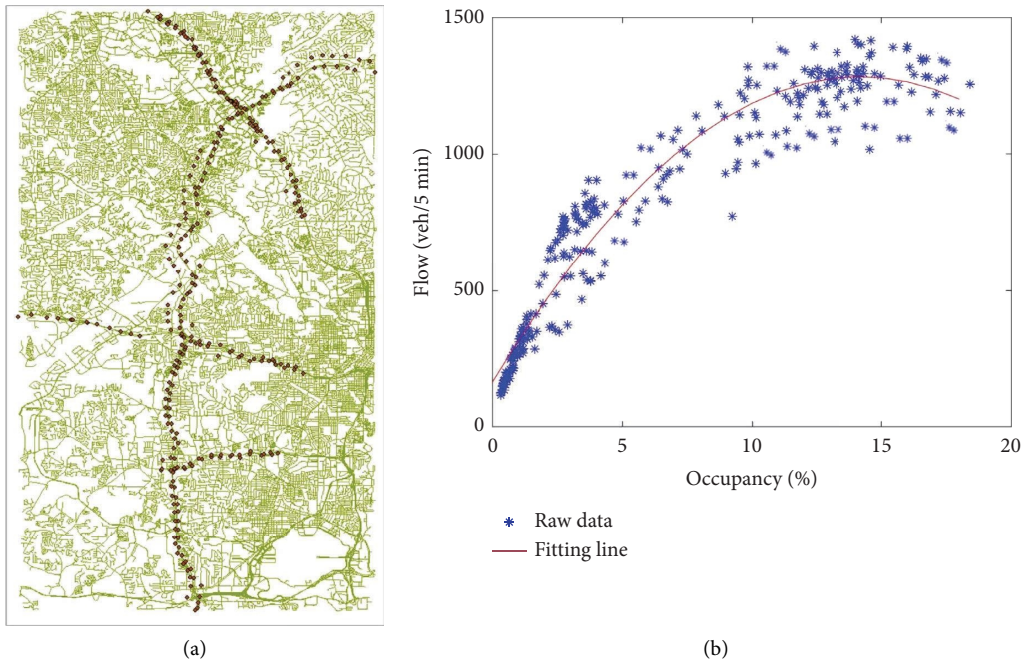 1500
1000
500
0
Flow (veh/5 min)
0 5 10 15 20
Occupancy (%)
Raw data
Fitting line
(a) (b)